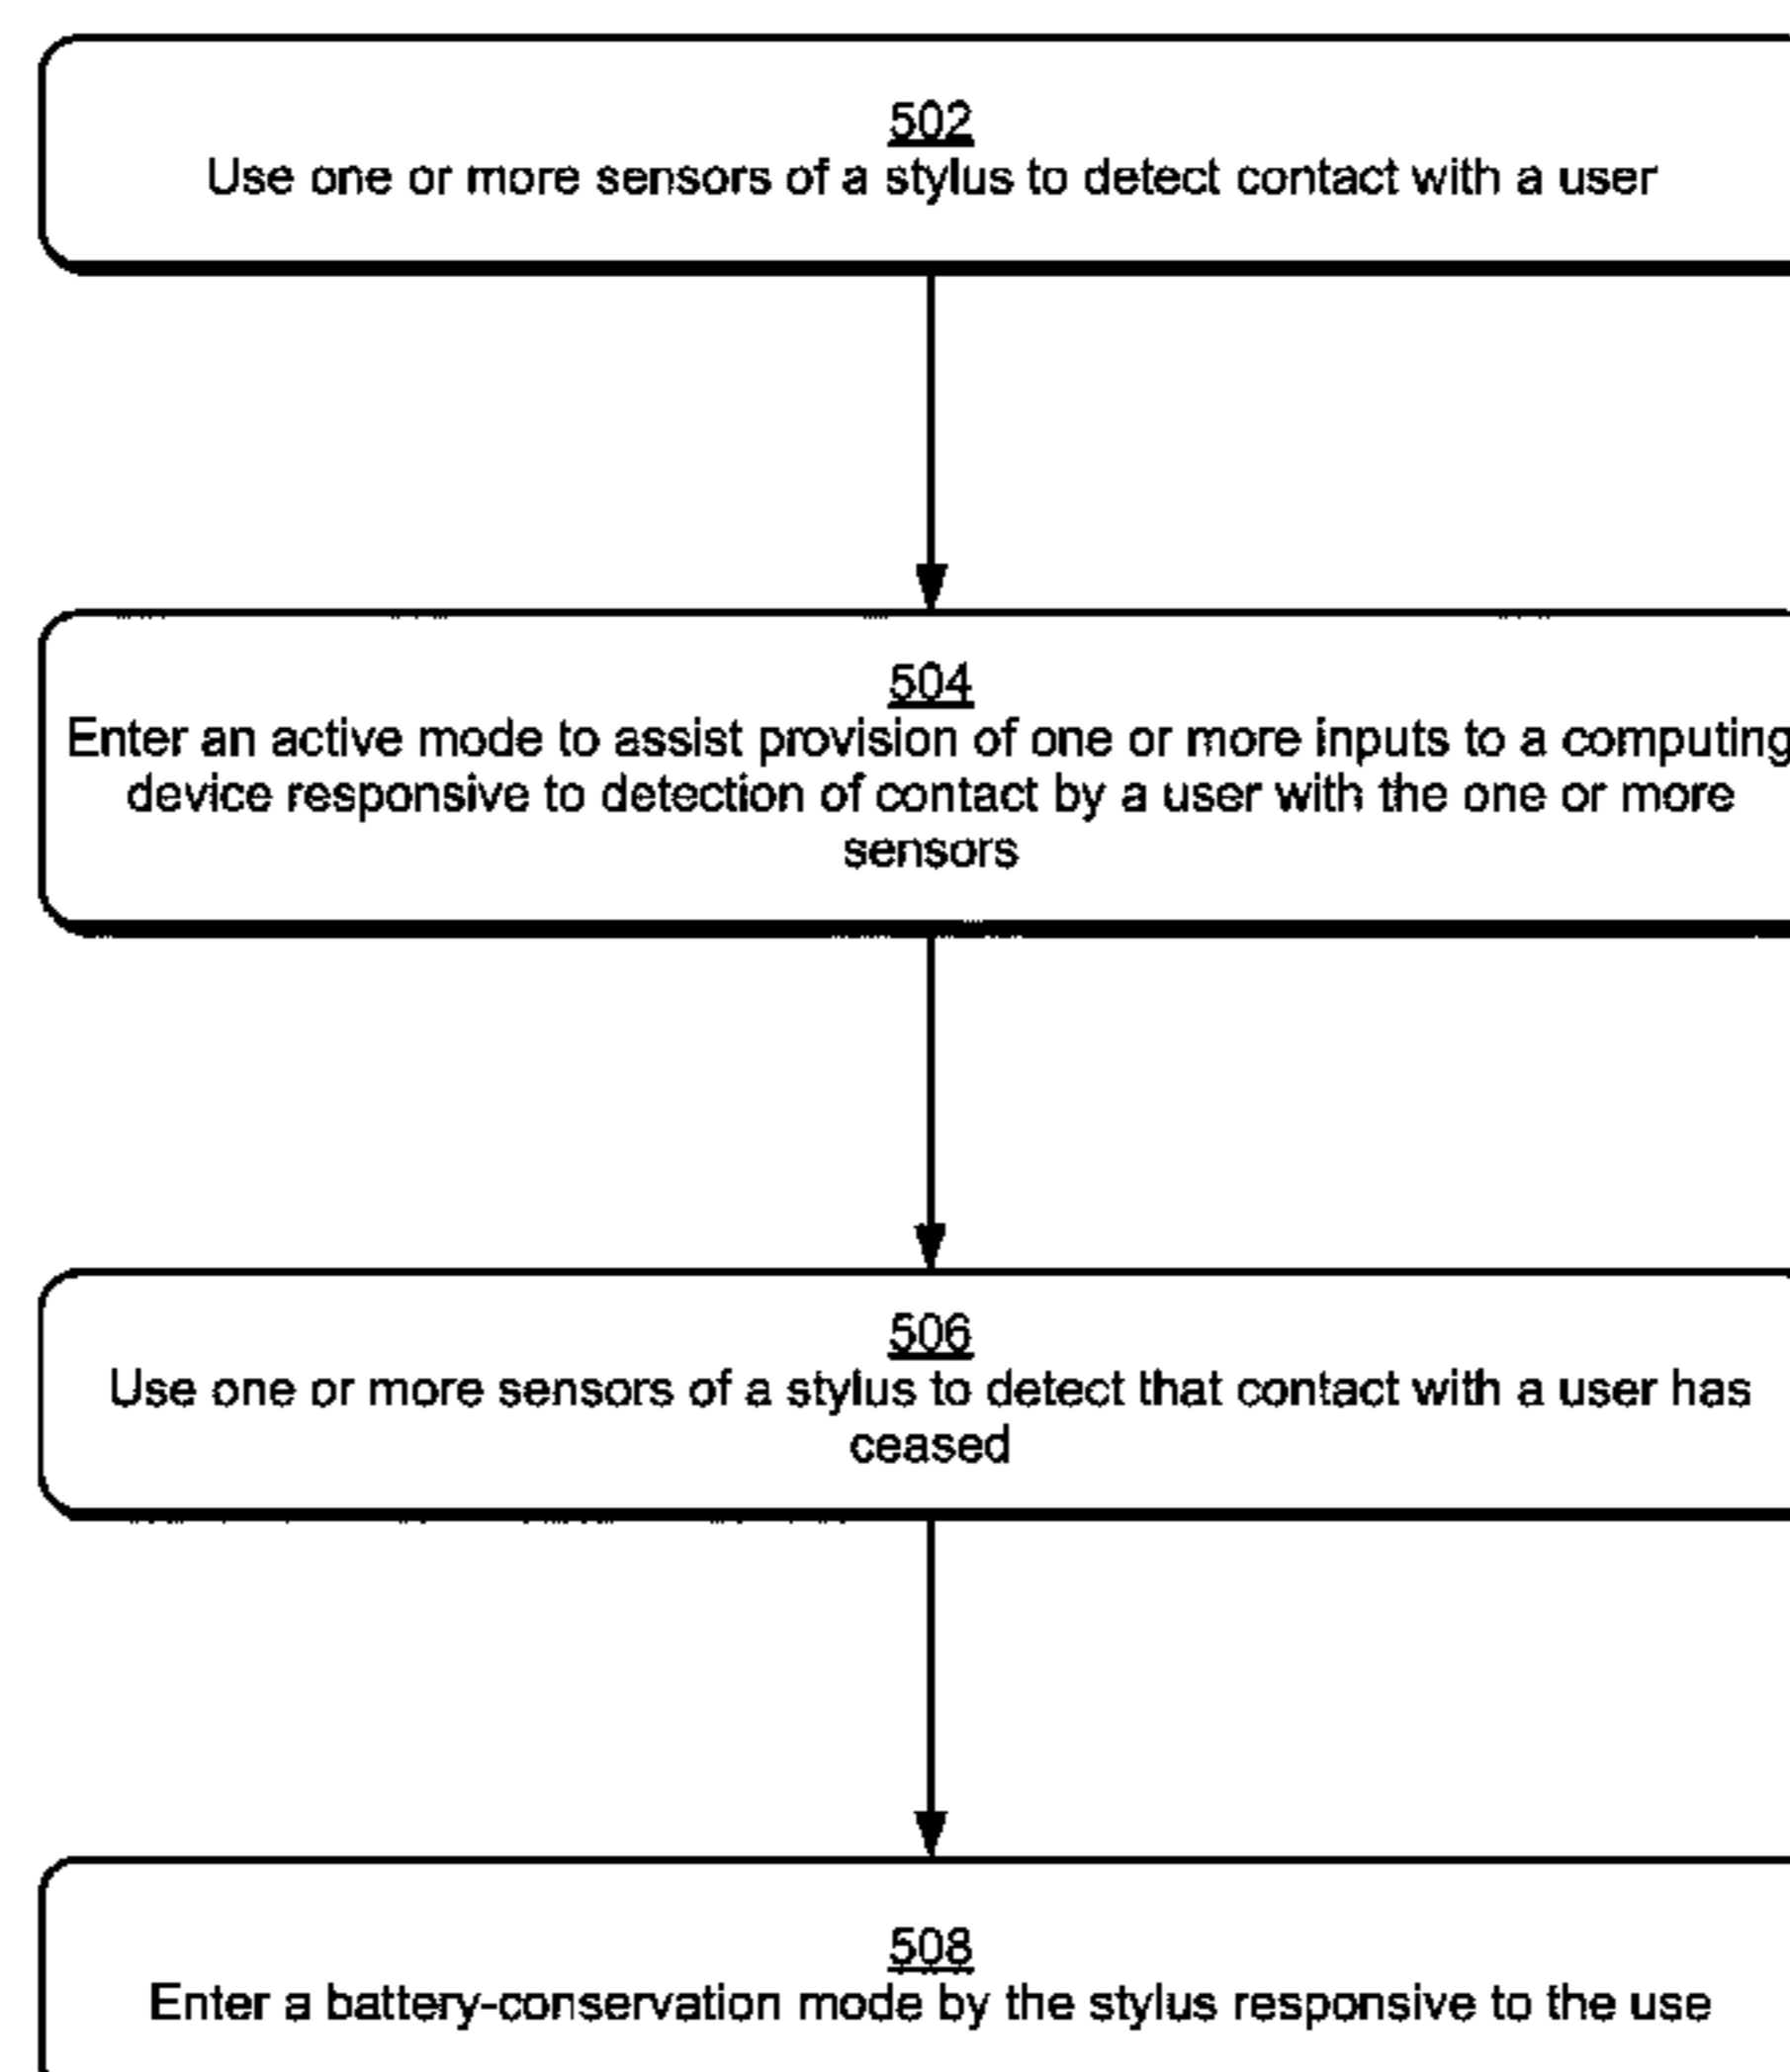 502
Use one or more sensors of a stylus to detect contact with a user
504
Enter an active mode to assist provision of one or more inputs to a computing
device responsive to detection of contact by a user with the one or more
sensors
506
Use one or more sensors of a stylus to detect that contact with a user has
ceased
508
Enter a battery-conservation mode by the stylus responsive to the use